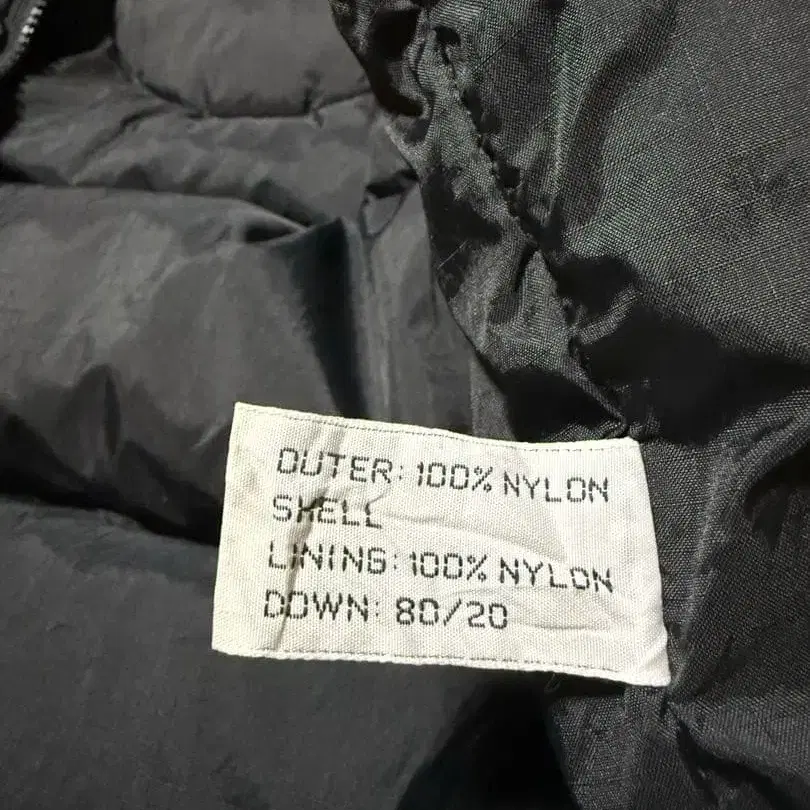 OUTER: 100% NYLON
SHELL
LINING: 100% NYLON
DOWN: 80/20